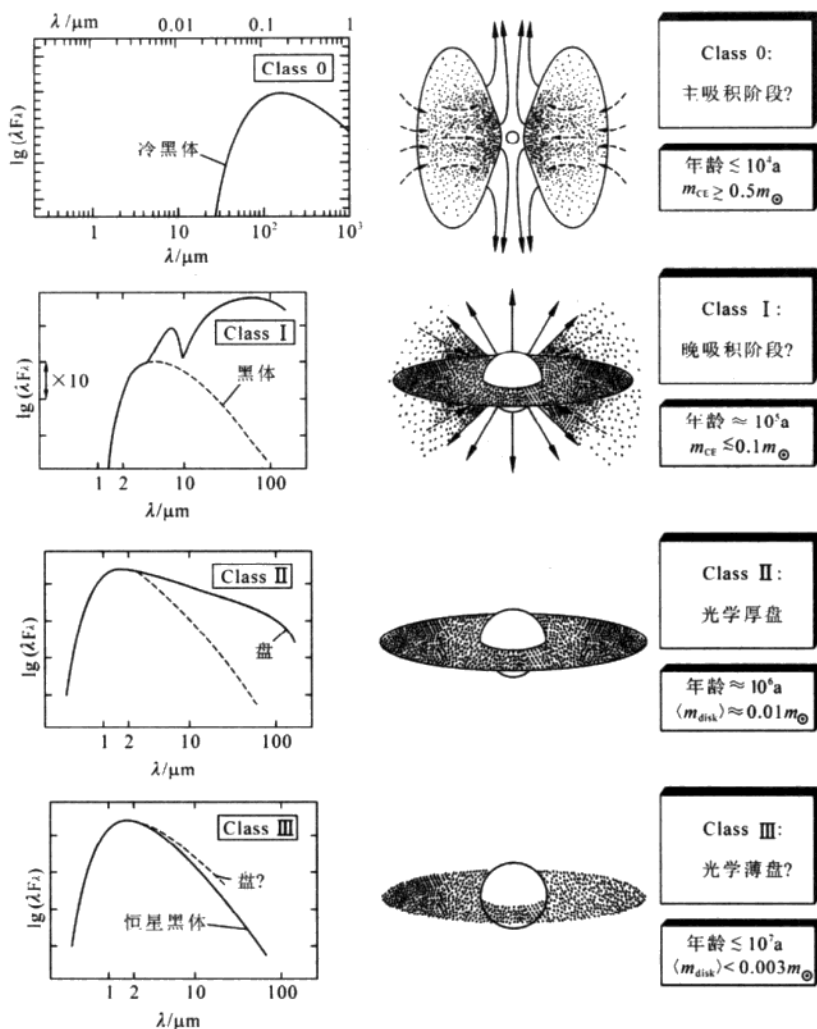 λ/μm 0.01 0.1 1
Class 0
lg(λFλ)
冷黑体
1 10 10² 10³
λ/μm
Class 0:
主吸积阶段?
年龄 ≲ 10⁴a
m_CE ≳ 0.5m_⊙
Class Ⅰ
lg(λFλ)
×10
黑体
1 2 10 100
λ/μm
Class Ⅰ:
晚吸积阶段?
年龄 ≈ 10⁵a
m_CE ≲ 0.1m_⊙
Class Ⅱ
lg(λFλ)
盘
1 2 10 100
λ/μm
Class Ⅱ:
光学厚盘
年龄 ≈ 10⁶a
⟨m_disk⟩ ≈ 0.01m_⊙
Class Ⅲ
lg(λFλ)
盘?
恒星黑体
1 2 10 100
λ/μm
Class Ⅲ:
光学薄盘?
年龄 ≲ 10⁷a
⟨m_disk⟩ < 0.003m_⊙